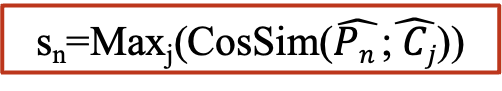 sₙ=Maxⱼ(CosSim(P̂ₙ; Ĉⱼ))